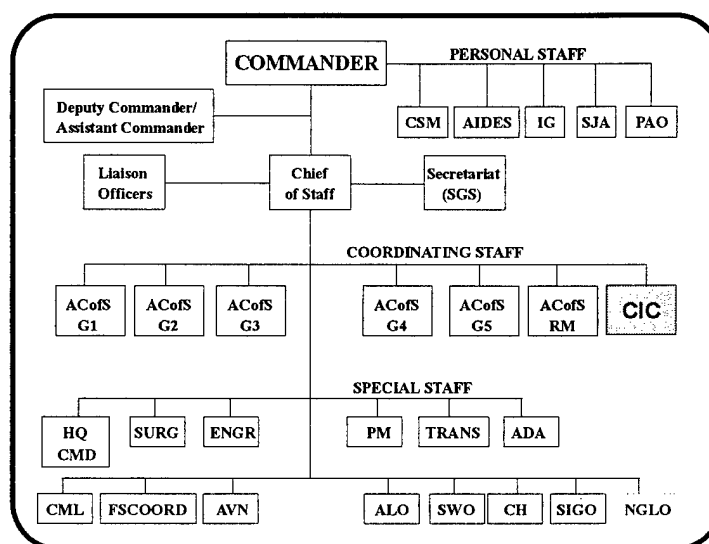 COMMANDER
PERSONAL STAFF
CSM AIDES IG SJA PAO
Deputy Commander/
Assistant Commander
Liaison
Officers
Chief
of Staff
Secretariat
(SGS)
COORDINATING STAFF
ACofS
G1
ACofS
G2
ACofS
G3
ACofS
G4
ACofS
G5
ACofS
RM
CIC
SPECIAL STAFF
HQ
CMD
SURG ENGR PM TRANS ADA
CML FSCOORD AVN ALO SWO CH SIGO NGLO